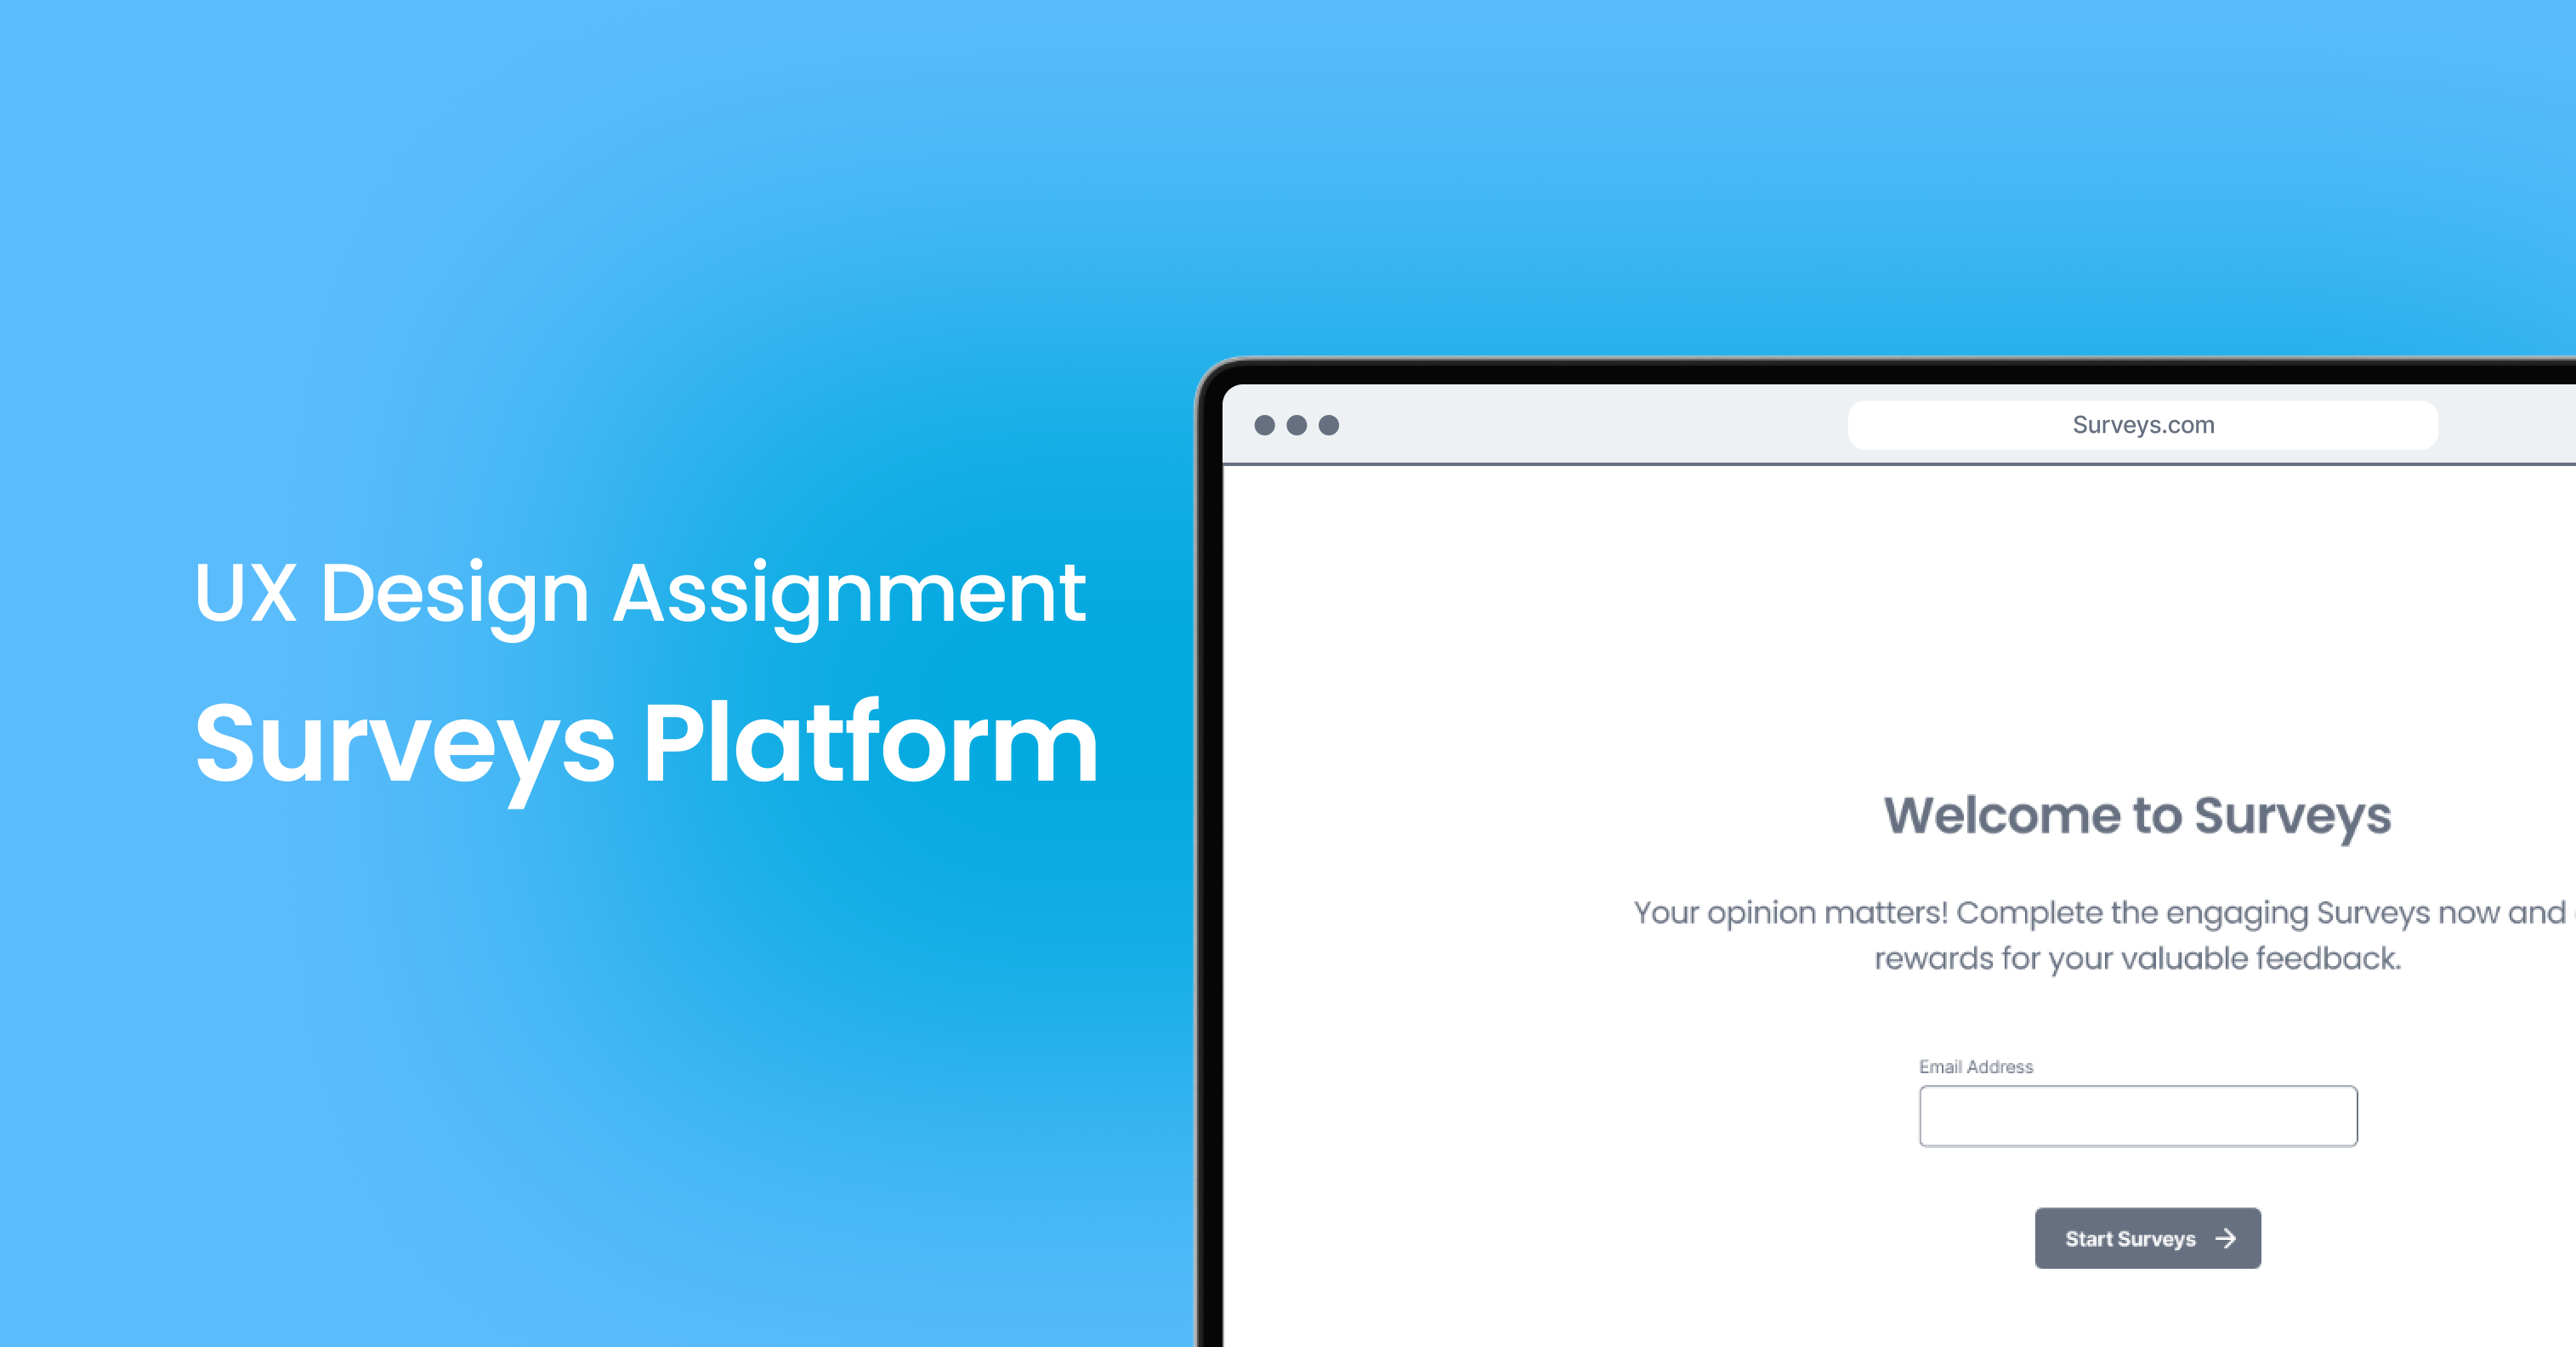 UX Design Assignment
Surveys Platform
Surveys.com
Welcome to Surveys
Your opinion matters! Complete the engaging Surveys now and
rewards for your valuable feedback.
Email Address
Start Surveys →